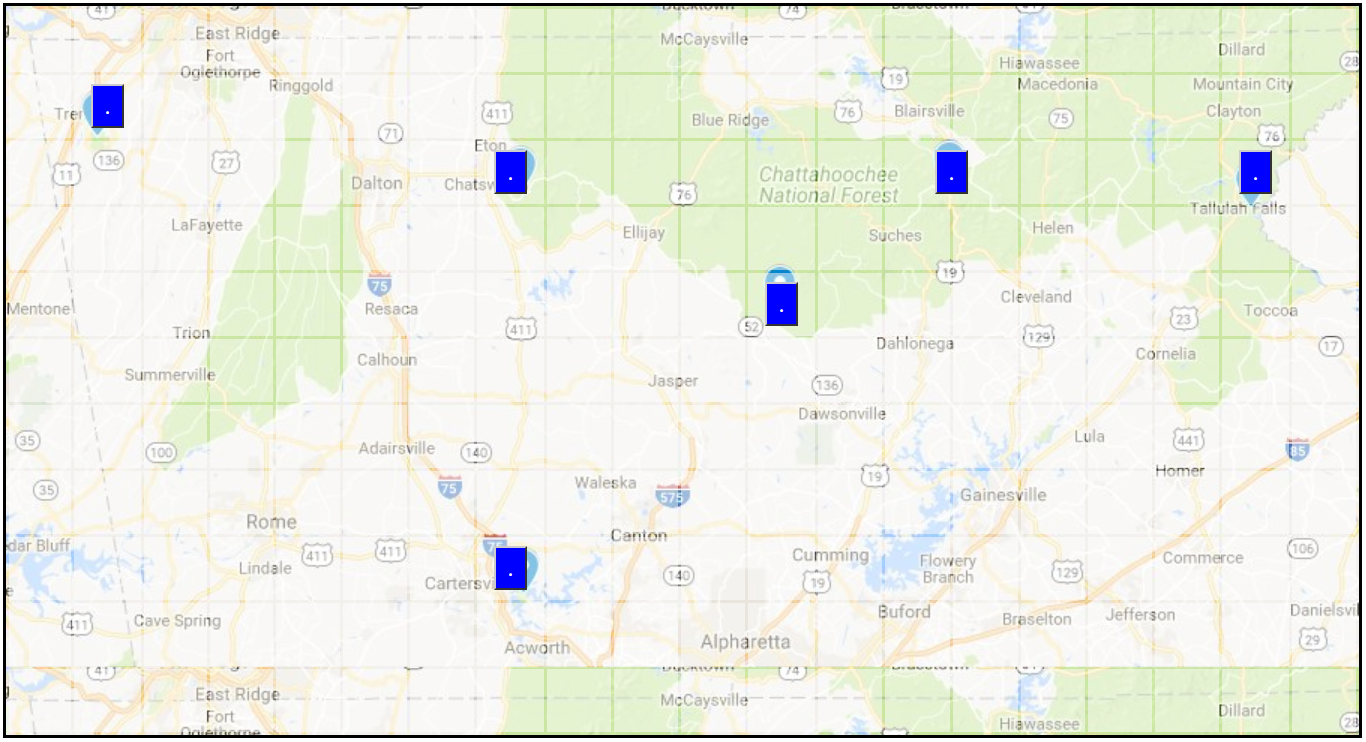 41
74
McCaysville
East Ridge
Fort
Oglethorpe
Dillard
Hiawassee
28
19
Ringgold
Macedonia
Mountain City
Tren
411
Blue Ridge
76
Blairsville
75
Clayton
71
76
Eton
136
27
11
Dalton
Chatsw
76
Chattahoochee
National Forest
LaFayette
Tallulah Falls
Ellijay
Suches
Helen
19
75
Mentone
Resaca
Cleveland
Toccoa
Trion
411
52
23
129
17
Dahlonega
Calhoun
Cornelia
Summerville
Jasper
136
Dawsonville
35
Lula
441
Adairsville
140
100
85
Homer
19
35
75
Waleska
575
Gainesville
Rome
Canton
dar Bluff
411
411
75
Cumming
Commerce
106
Lindale
Flowery
Branch
Cartersvi
140
19
129
411
Cave Spring
Buford
Braselton
Jefferson
Danielsvil
29
Acworth
Alpharetta
41
Ducktown
74
East Ridge
McCaysville
Fort
Oglethorpe
Dillard
Hiawassee
28